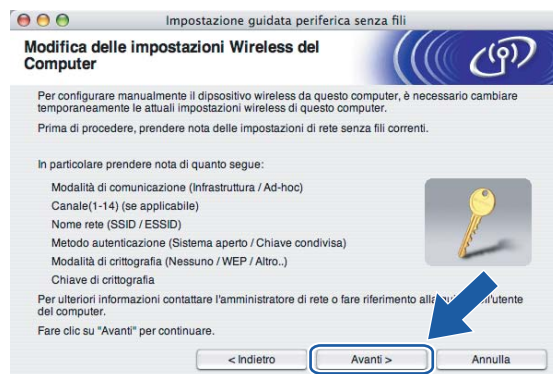 Impostazione guidata periferica senza fili
Modifica delle impostazioni Wireless del
Computer
Per configurare manualmente il dipositivo wireless da questo computer, è necessario cambiare
temporaneamente le attuali impostazioni wireless di questo computer.
Prima di procedere, prendere nota delle impostazioni di rete senza fili correnti.
In particolare prendere nota di quanto segue:
Modalità di comunicazione (Infrastruttura / Ad-hoc)
Canale(1-14) (se applicabile)
Nome rete (SSID / ESSID)
Metodo autenticazione (Sistema aperto / Chiave condivisa)
Modalità di crittografia (Nessuno / WEP / Altro..)
Chiave di crittografia
Per ulteriori informazioni contattare l'amministratore di rete o fare riferimento alla
del computer.
Fare clic su "Avanti" per continuare.
< Indietro
Avanti >
Annulla